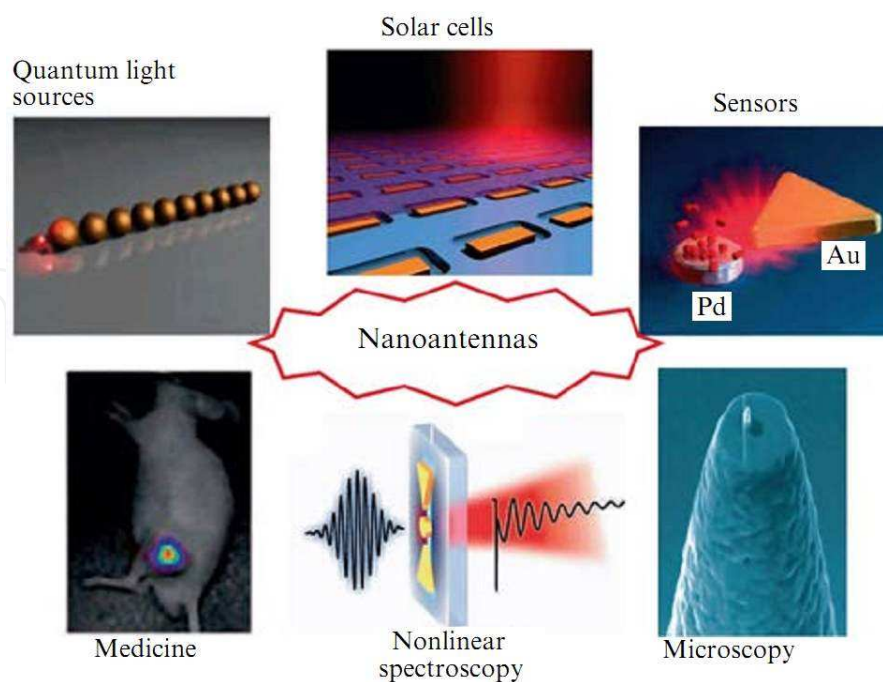 Solar cells
Quantum light
sources
Sensors
Au
Pd
Nanoantennas
Medicine
Nonlinear
spectroscopy
Microscopy